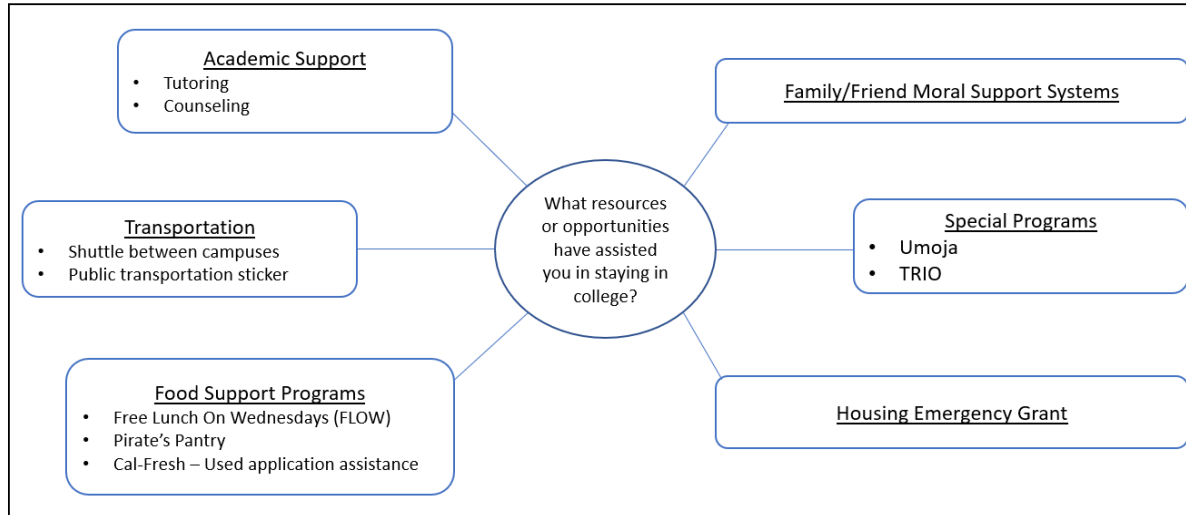 Academic Support
• Tutoring
• Counseling
Family/Friend Moral Support Systems
Transportation
• Shuttle between campuses
• Public transportation sticker
What resources
or opportunities
have assisted
you in staying in
college?
Special Programs
• Umoja
• TRIO
Food Support Programs
• Free Lunch On Wednesdays (FLOW)
• Pirate’s Pantry
• Cal-Fresh – Used application assistance
Housing Emergency Grant